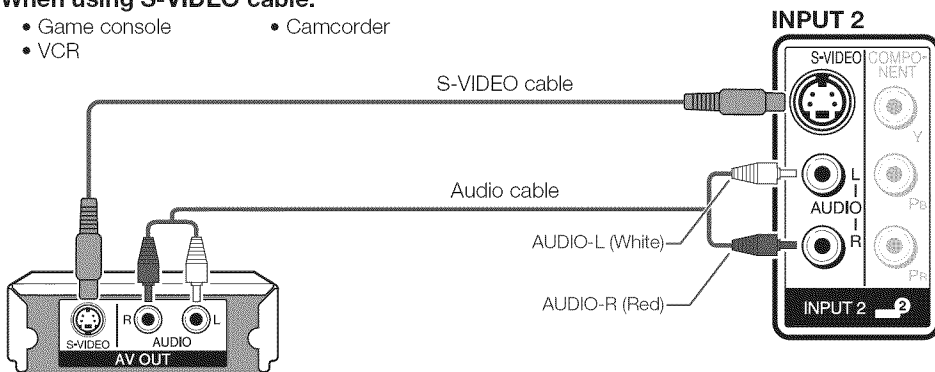 When using S-VIDEO cable:
• Game console
• Camcorder
• VCR
INPUT 2
S-VIDEO
COMPO-
NENT
S-VIDEO cable
Y
Audio cable
L
AUDIO
R
PB
AUDIO-L (White)
AUDIO-R (Red)
PR
INPUT 2
2
S-VIDEO
R
L
AUDIO
AV OUT